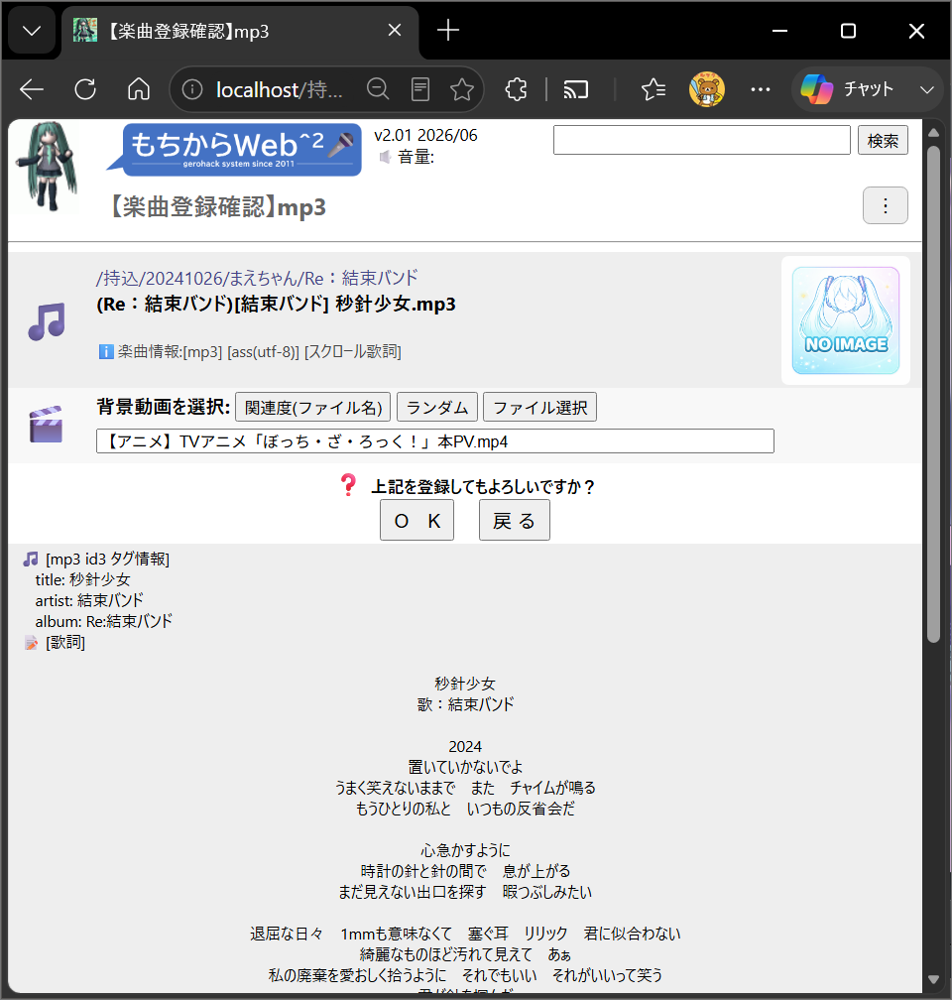 【楽曲登録確認】mp3
localhost/持...
チャット
もちからWeb^2
gerohack system since 2011
v2.01 2026/06
音量:
検索
【楽曲登録確認】mp3
⋮
/持込/20241026/まえちゃん/Re：結束バンド
(Re：結束バンド)[結束バンド] 秒針少女.mp3
楽曲情報:[mp3] [ass(utf-8)] [スクロール歌詞]
NO IMAGE
背景動画を選択: 関連度(ファイル名) ランダム ファイル選択
【アニメ】TVアニメ「ぼっち・ざ・ろっく！」本PV.mp4
❓ 上記を登録してもよろしいですか？
Ｏ　Ｋ 戻 る
[mp3 id3 タグ情報]
title: 秒針少女
artist: 結束バンド
album: Re:結束バンド
[歌詞]
秒針少女
歌：結束バンド
2024
置いていかないでよ
うまく笑えないままで　また　チャイムが鳴る
もうひとりの私と　いつもの反省会だ
心急かすように
時計の針と針の間で　息が上がる
まだ見えない出口を探す　暇つぶしみたい
退屈な日々　1mmも意味なくて　塞ぐ耳　リリック　君に似合わない
綺麗なものほど汚れて見えて　あぁ
私の廃棄を愛おしく拾うように　それでもいい　それがいいって笑う